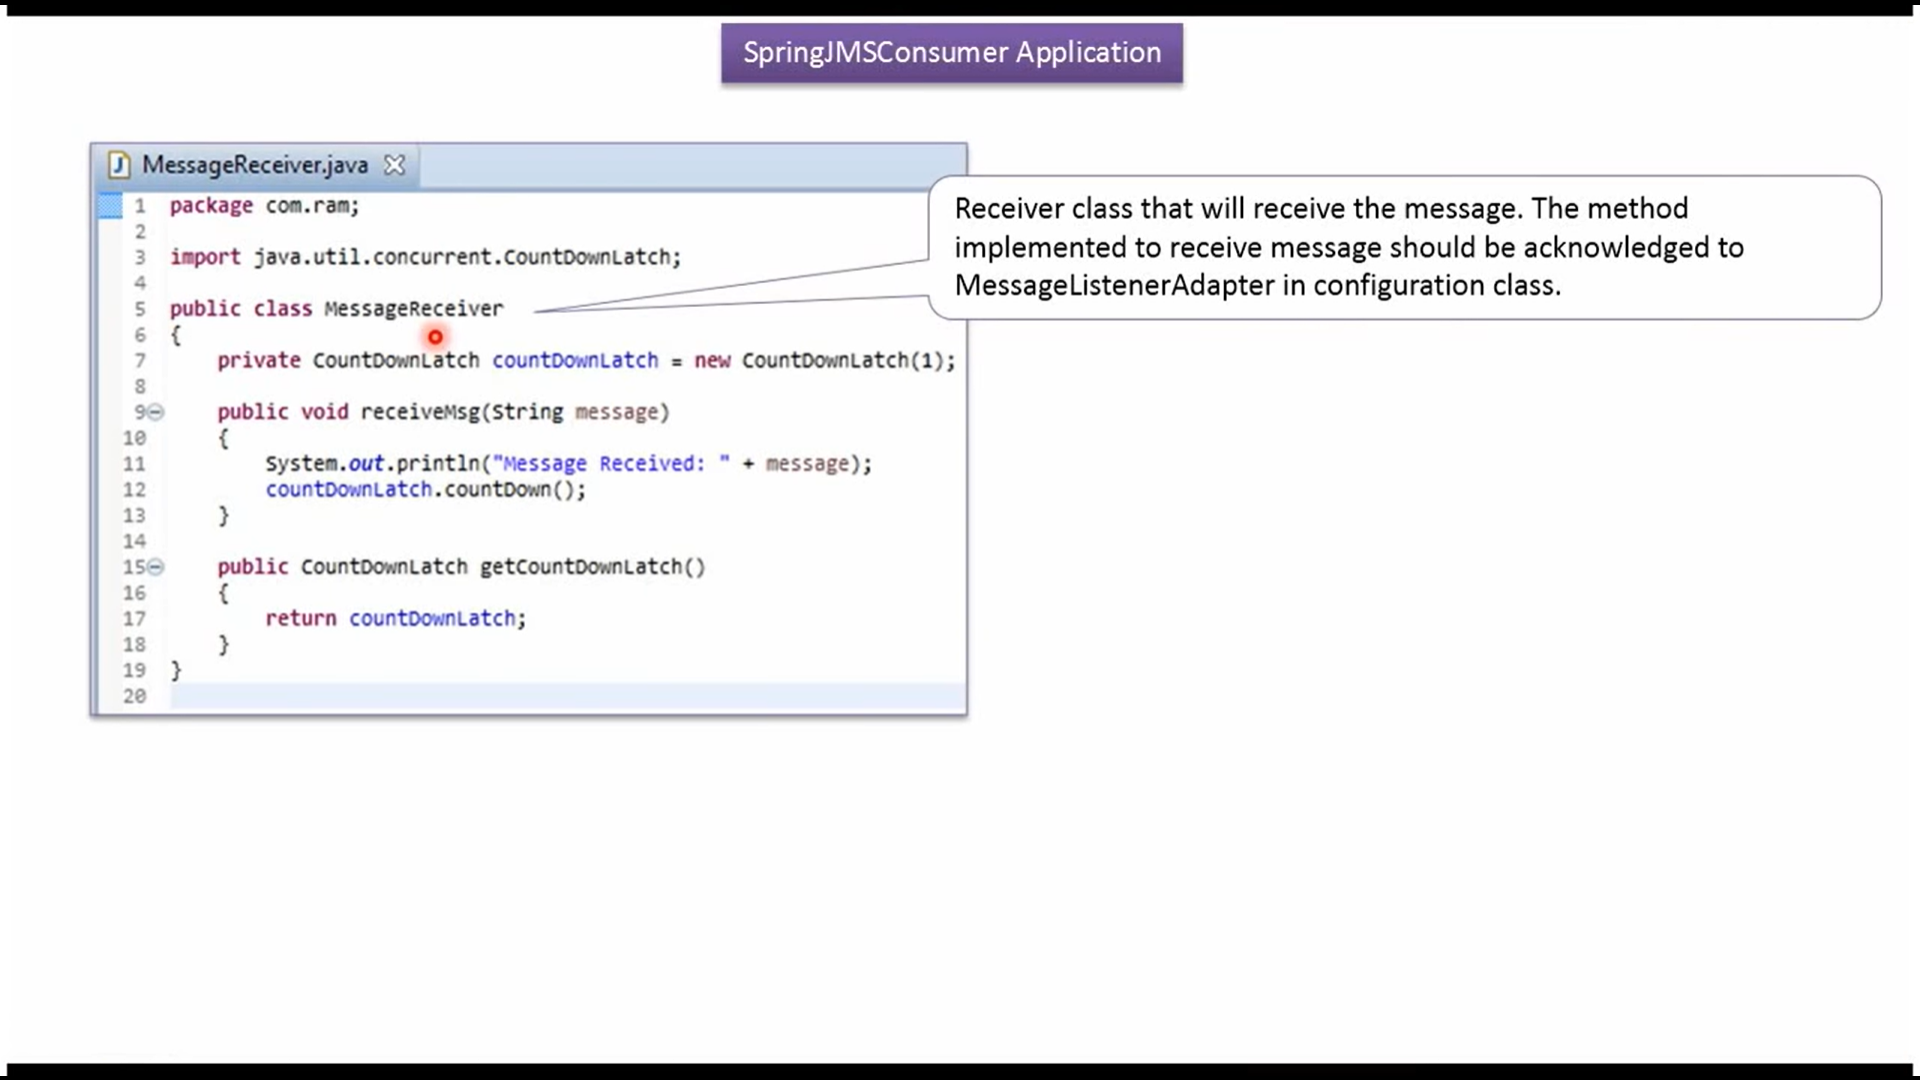 SpringJMSConsumer Application
MessageReceiver.java
1 package com.ram;
2
3 import java.util.concurrent.CountDownLatch;
4
5 public class MessageReceiver
6 {
7     private CountDownLatch countDownLatch = new CountDownLatch(1);
8
9     public void receiveMsg(String message)
10     {
11         System.out.println("Message Received: " + message);
12         countDownLatch.countDown();
13     }
14
15     public CountDownLatch getCountDownLatch()
16     {
17         return countDownLatch;
18     }
19 }
20
Receiver class that will receive the message. The method
implemented to receive message should be acknowledged to
MessageListenerAdapter in configuration class.